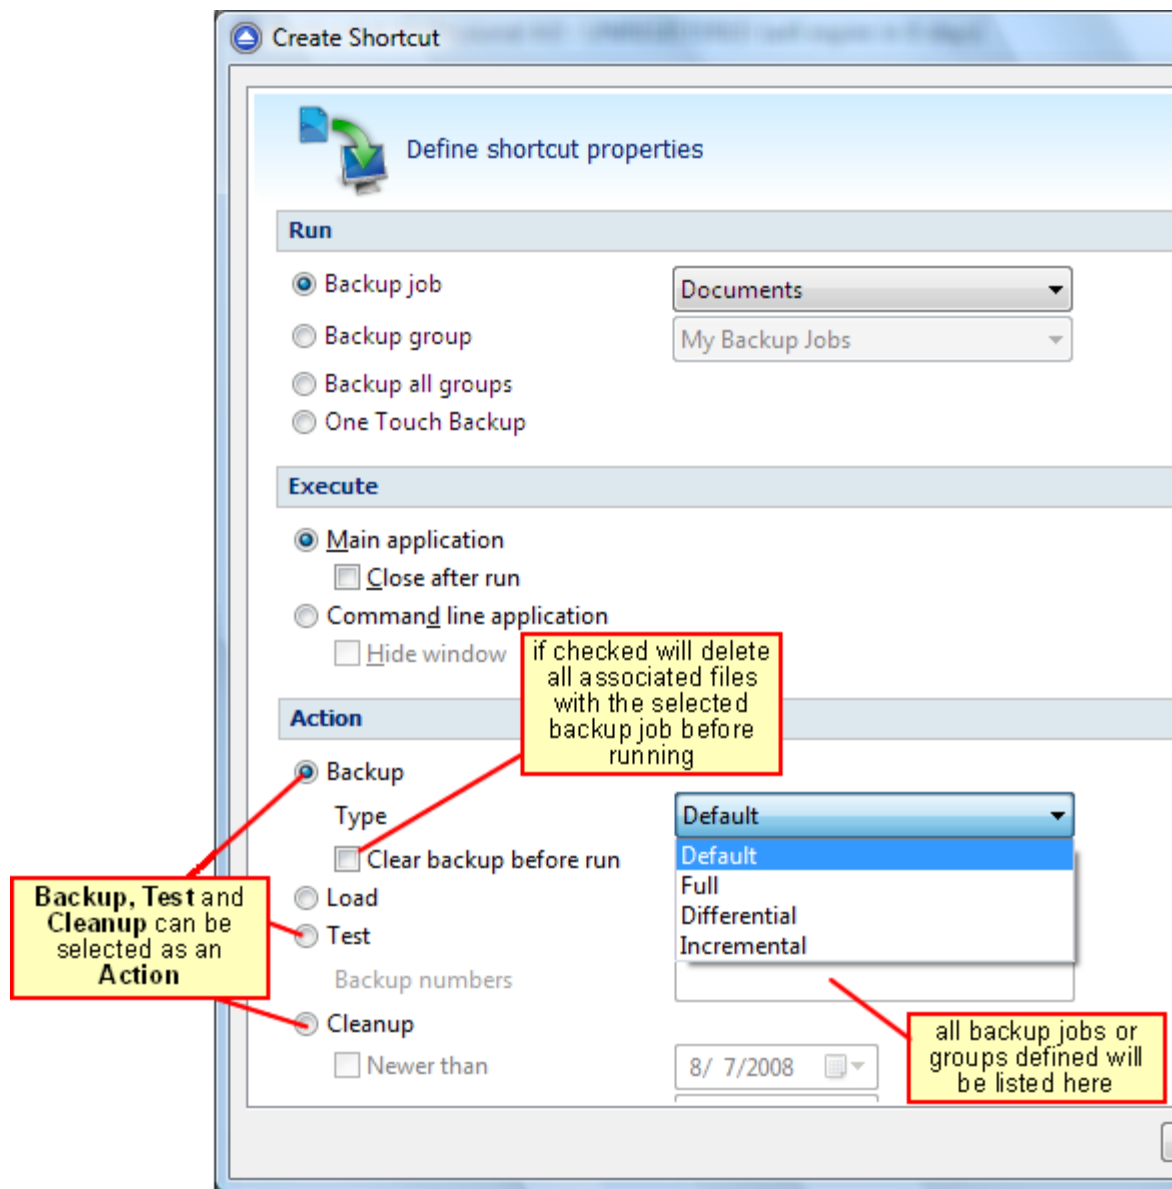 Create Shortcut
Define shortcut properties
Run
Backup job
Documents
Backup group
My Backup Jobs
Backup all groups
One Touch Backup
Execute
Main application
Close after run
Command line application
Hide window
if checked will delete
all associated files
with the selected
backup job before
running
Action
Backup
Type
Default
Clear backup before run
Default
Full
Differential
Incremental
Load
Test
Backup, Test and
Cleanup can be
selected as an
Action
Backup numbers
Cleanup
all backup jobs or
groups defined will
be listed here
Newer than
8/ 7/2008